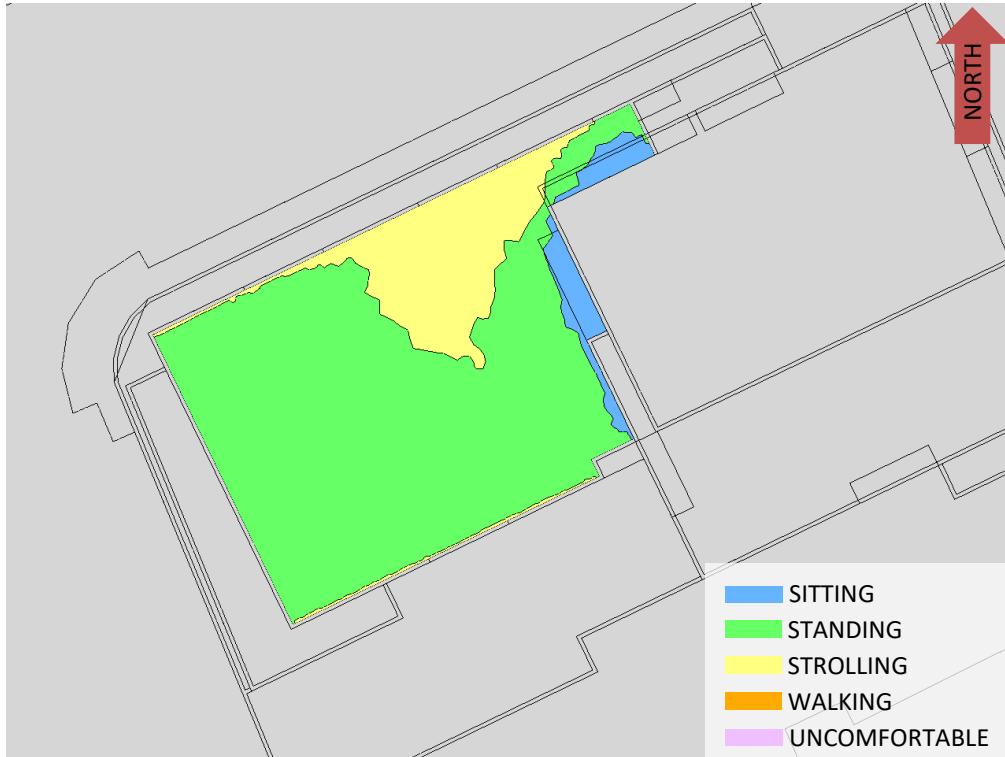 NORTH
SITTING
STANDING
STROLLING
WALKING
UNCOMFORTABLE